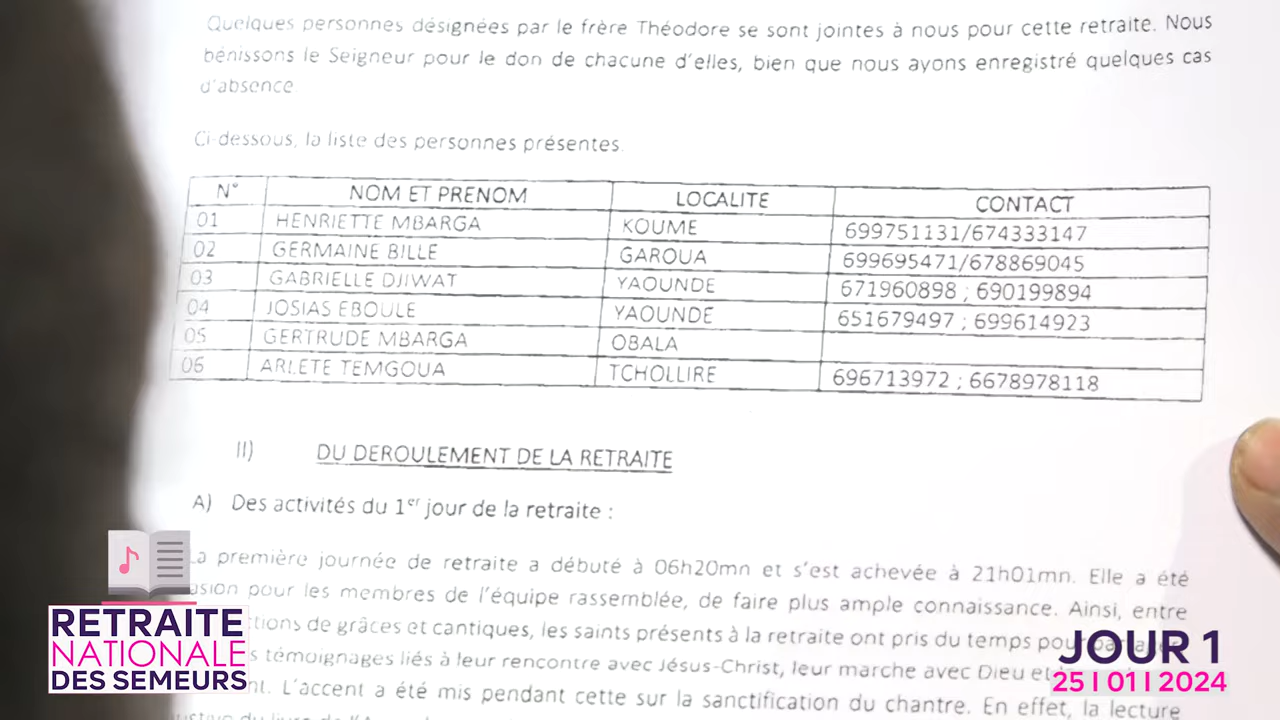 Quelques personnes désignées par le frère Théodore se sont jointes à nous pour cette retraite. Nous
bénissons le Seigneur pour le don de chacune d'elles, bien que nous ayons enregistré quelques cas
d'absence.
Ci-dessous, la liste des personnes présentes.
N° NOM ET PRENOM LOCALITE CONTACT
01 HENRIETTE MBARGA KOUME 699751131/674333147
02 GERMAINE BILLE GAROUA 699695471/678869045
03 GABRIELLE DJIWAT YAOUNDE 671960898 ; 690199894
04 JOSIAS EBOULE YAOUNDE 651679497 ; 699614923
05 GERTRUDE MBARGA OBALA
06 ARLETE TEMGOUA TCHOLLIRE 696713972 ; 6678978118
II) DU DEROULEMENT DE LA RETRAITE
A) Des activités du 1er jour de la retraite :
La première journée de retraite a débuté à 06h20mn et s'est achevée à 21h01mn. Elle a été
pour les membres de l'équipe rassemblée, de faire plus ample connaissance. Ainsi, entre
de grâces et cantiques, les saints présents à la retraite ont pris du temps pour
témoignages liés à leur rencontre avec Jésus-Christ, leur marche avec Dieu et
L'accent a été mis pendant cette sur la sanctification du chantre. En effet, la lecture
du livre de
RETRAITE
NATIONALE
DES SEMEURS
JOUR 1
25 | 01 | 2024